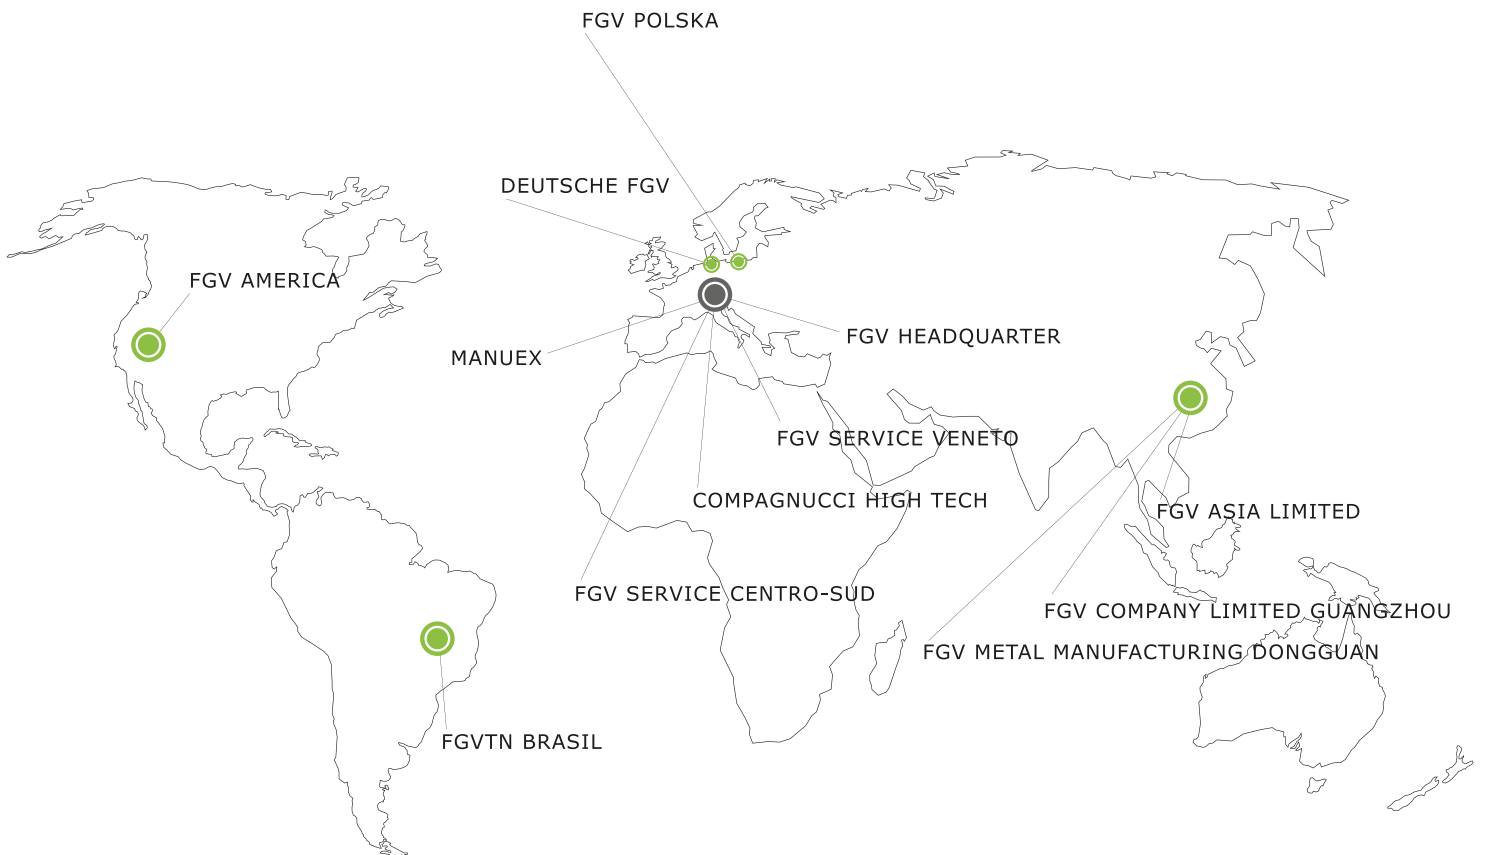 FGV POLSKA
DEUTSCHE FGV
FGV AMERICA
FGV HEADQUARTER
MANUEX
FGV SERVICE VENETO
COMPAGNUCCI HIGH TECH
FGV ASIA LIMITED
FGV SERVICE CENTRO-SUD
FGV COMPANY LIMITED GUANGZHOU
FGV METAL MANUFACTURING DONGGUAN
FGVTN BRASIL